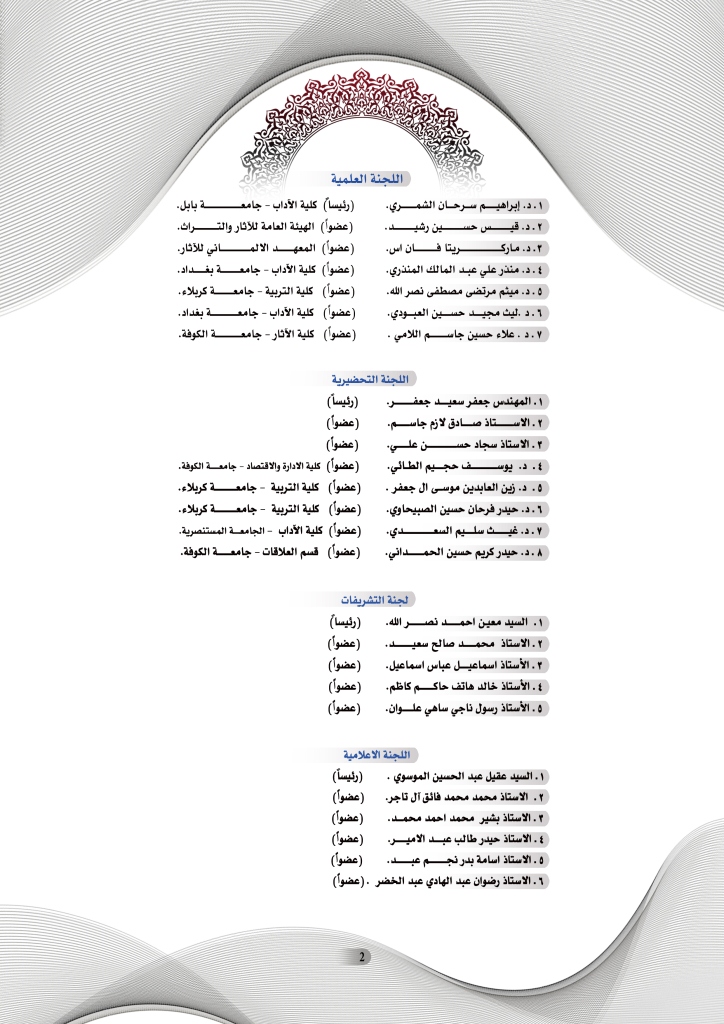 اللجنة العلمية
١. د. إبراهيم سرحان الشمري. (رئيساً) كلية الآداب - جامعة بابل.
٢. د. قيس حسين رشيد. (عضواً) الهيئة العامة للآثار والتراث.
٣. د. ماركريتا فان اس. (عضواً) المعهد الالماني للآثار.
٤. د. منذر علي عبد المالك المنذري. (عضواً) كلية الآداب - جامعة بغداد.
٥. د. ميثم مرتضى مصطفى نصر الله. (عضواً) كلية التربية - جامعة كربلاء.
٦. د .ليث مجيد حسين العبودي. (عضواً) كلية الآداب - جامعة بغداد.
٧. د . علاء حسين جاسم اللامي . (عضواً) كلية الآثار - جامعة الكوفة.
اللجنة التحضيرية
١. المهندس جعفر سعيد جعفر. (رئيساً)
٢. الاستاذ صادق لازم جاسم. (عضواً)
٣. الاستاذ سجاد حسن علي. (عضواً)
٤. د. يوسف حجيم الطائي. (عضواً) كلية الادارة والاقتصاد - جامعة الكوفة.
٥. د. زين العابدين موسى ال جعفر . (عضواً) كلية التربية - جامعة كربلاء.
٦. د. حيدر فرحان حسين الصبيحاوي. (عضواً) كلية التربية - جامعة كربلاء.
٧. د. غيث سليم السعدي. (عضواً) كلية الآداب - الجامعة المستنصرية.
٨. د. حيدر كريم حسين الحمداني. (عضواً) قسم العلاقات - جامعة الكوفة.
لجنة التشريفات
١. السيد معين احمد نصر الله. (رئيساً)
٢. الاستاذ محمد صالح سعيد. (عضواً)
٣. الأستاذ اسماعيل عباس اسماعيل. (عضواً)
٤. الأستاذ خالد هاتف حاكم كاظم. (عضواً)
٥. الأستاذ رسول ناجي ساهي علوان. (عضواً)
اللجنة الاعلامية
١. السيد عقيل عبد الحسين الموسوي . (رئيساً)
٢. الاستاذ محمد محمد فائق آل تاجر. (عضواً)
٣. الاستاذ بشير محمد احمد محمد. (عضواً)
٤. الاستاذ حيدر طالب عبد الامير. (عضواً)
٥. الاستاذ اسامة بدر نجم عبد. (عضواً)
٦. الاستاذ رضوان عبد الهادي عبد الخضر . (عضواً)
2